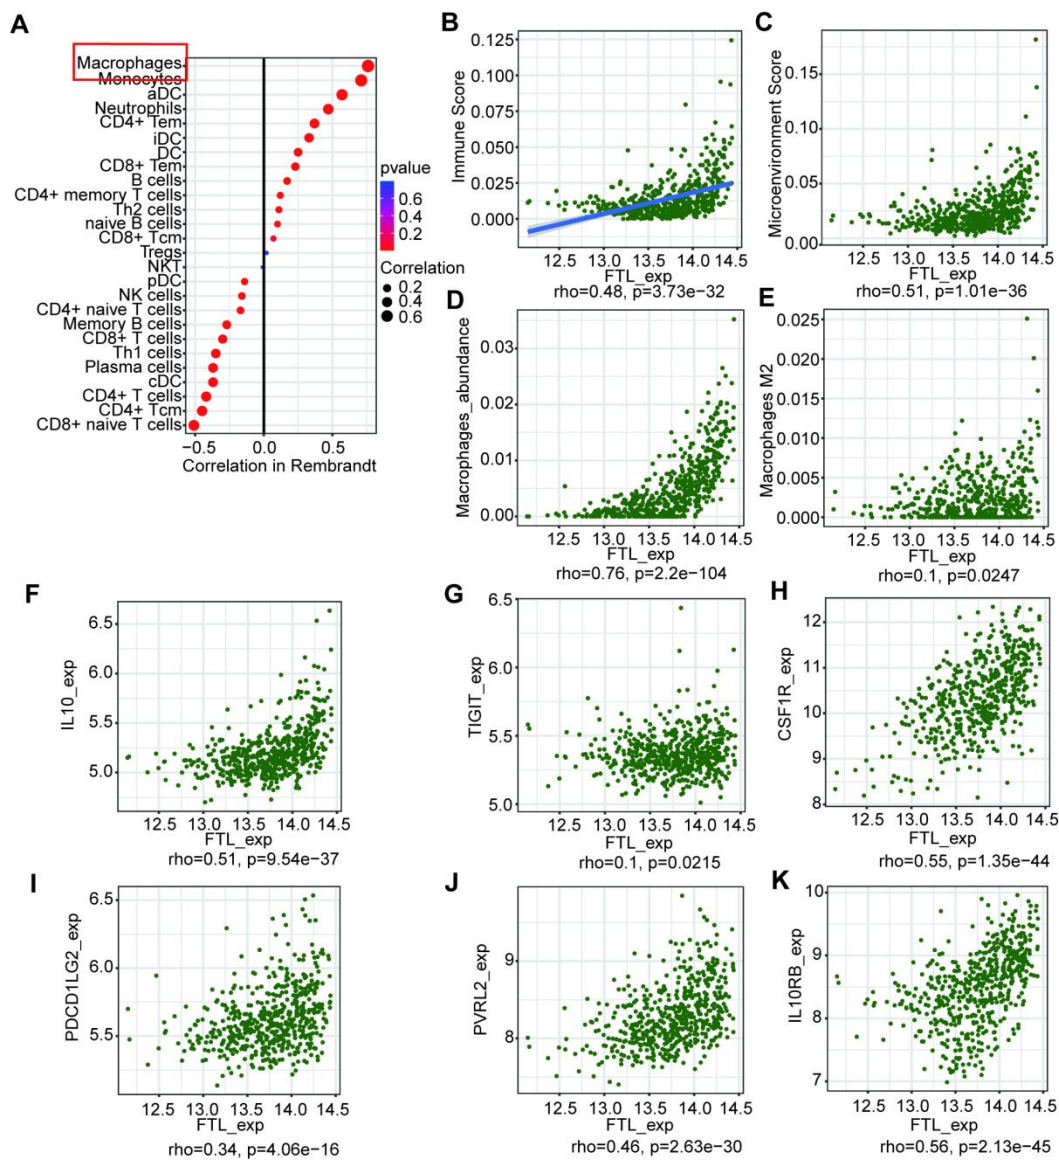 A
Macrophages
Monocytes
aDC
Neutrophils
CD4+ Tem
iDC
DC
CD8+ Tem
B cells
CD4+ memory T cells
Th2 cells
naive B cells
CD8+ Tcm
Tregs
NKT
pDC
NK cells
CD4+ naive T cells
Memory B cells
CD8+ T cells
Th1 cells
Plasma cells
cDC
CD4+ T cells
CD4+ Tcm
CD8+ naive T cells
−0.5 0.0 0.5
Correlation in Rembrandt
pvalue
0.6
0.4
0.2
Correlation
0.2
0.4
0.6
B
Immune Score
0.125
0.100
0.075
0.050
0.025
0.000
12.5 13.0 13.5 14.0 14.5
FTL_exp
rho=0.48, p=3.73e−32
C
Microenvironment Score
0.15
0.10
0.05
0.00
12.5 13.0 13.5 14.0 14.5
FTL_exp
rho=0.51, p=1.01e−36
D
Macrophages_abundance
0.03
0.02
0.01
0.00
12.5 13.0 13.5 14.0 14.5
FTL_exp
rho=0.76, p=2.2e−104
E
Macrophages M2
0.025
0.020
0.015
0.010
0.005
0.000
12.5 13.0 13.5 14.0 14.5
FTL_exp
rho=0.1, p=0.0247
F
IL10_exp
6.5
6.0
5.5
5.0
12.5 13.0 13.5 14.0 14.5
FTL_exp
rho=0.51, p=9.54e−37
G
TIGIT_exp
6.5
6.0
5.5
5.0
12.5 13.0 13.5 14.0 14.5
FTL_exp
rho=0.1, p=0.0215
H
CSF1R_exp
12
11
10
9
8
12.5 13.0 13.5 14.0 14.5
FTL_exp
rho=0.55, p=1.35e−44
I
PDCD1LG2_exp
6.5
6.0
5.5
12.5 13.0 13.5 14.0 14.5
FTL_exp
rho=0.34, p=4.06e−16
J
PVRL2_exp
9
8
12.5 13.0 13.5 14.0 14.5
FTL_exp
rho=0.46, p=2.63e−30
K
IL10RB_exp
10
9
8
7
12.5 13.0 13.5 14.0 14.5
FTL_exp
rho=0.56, p=2.13e−45